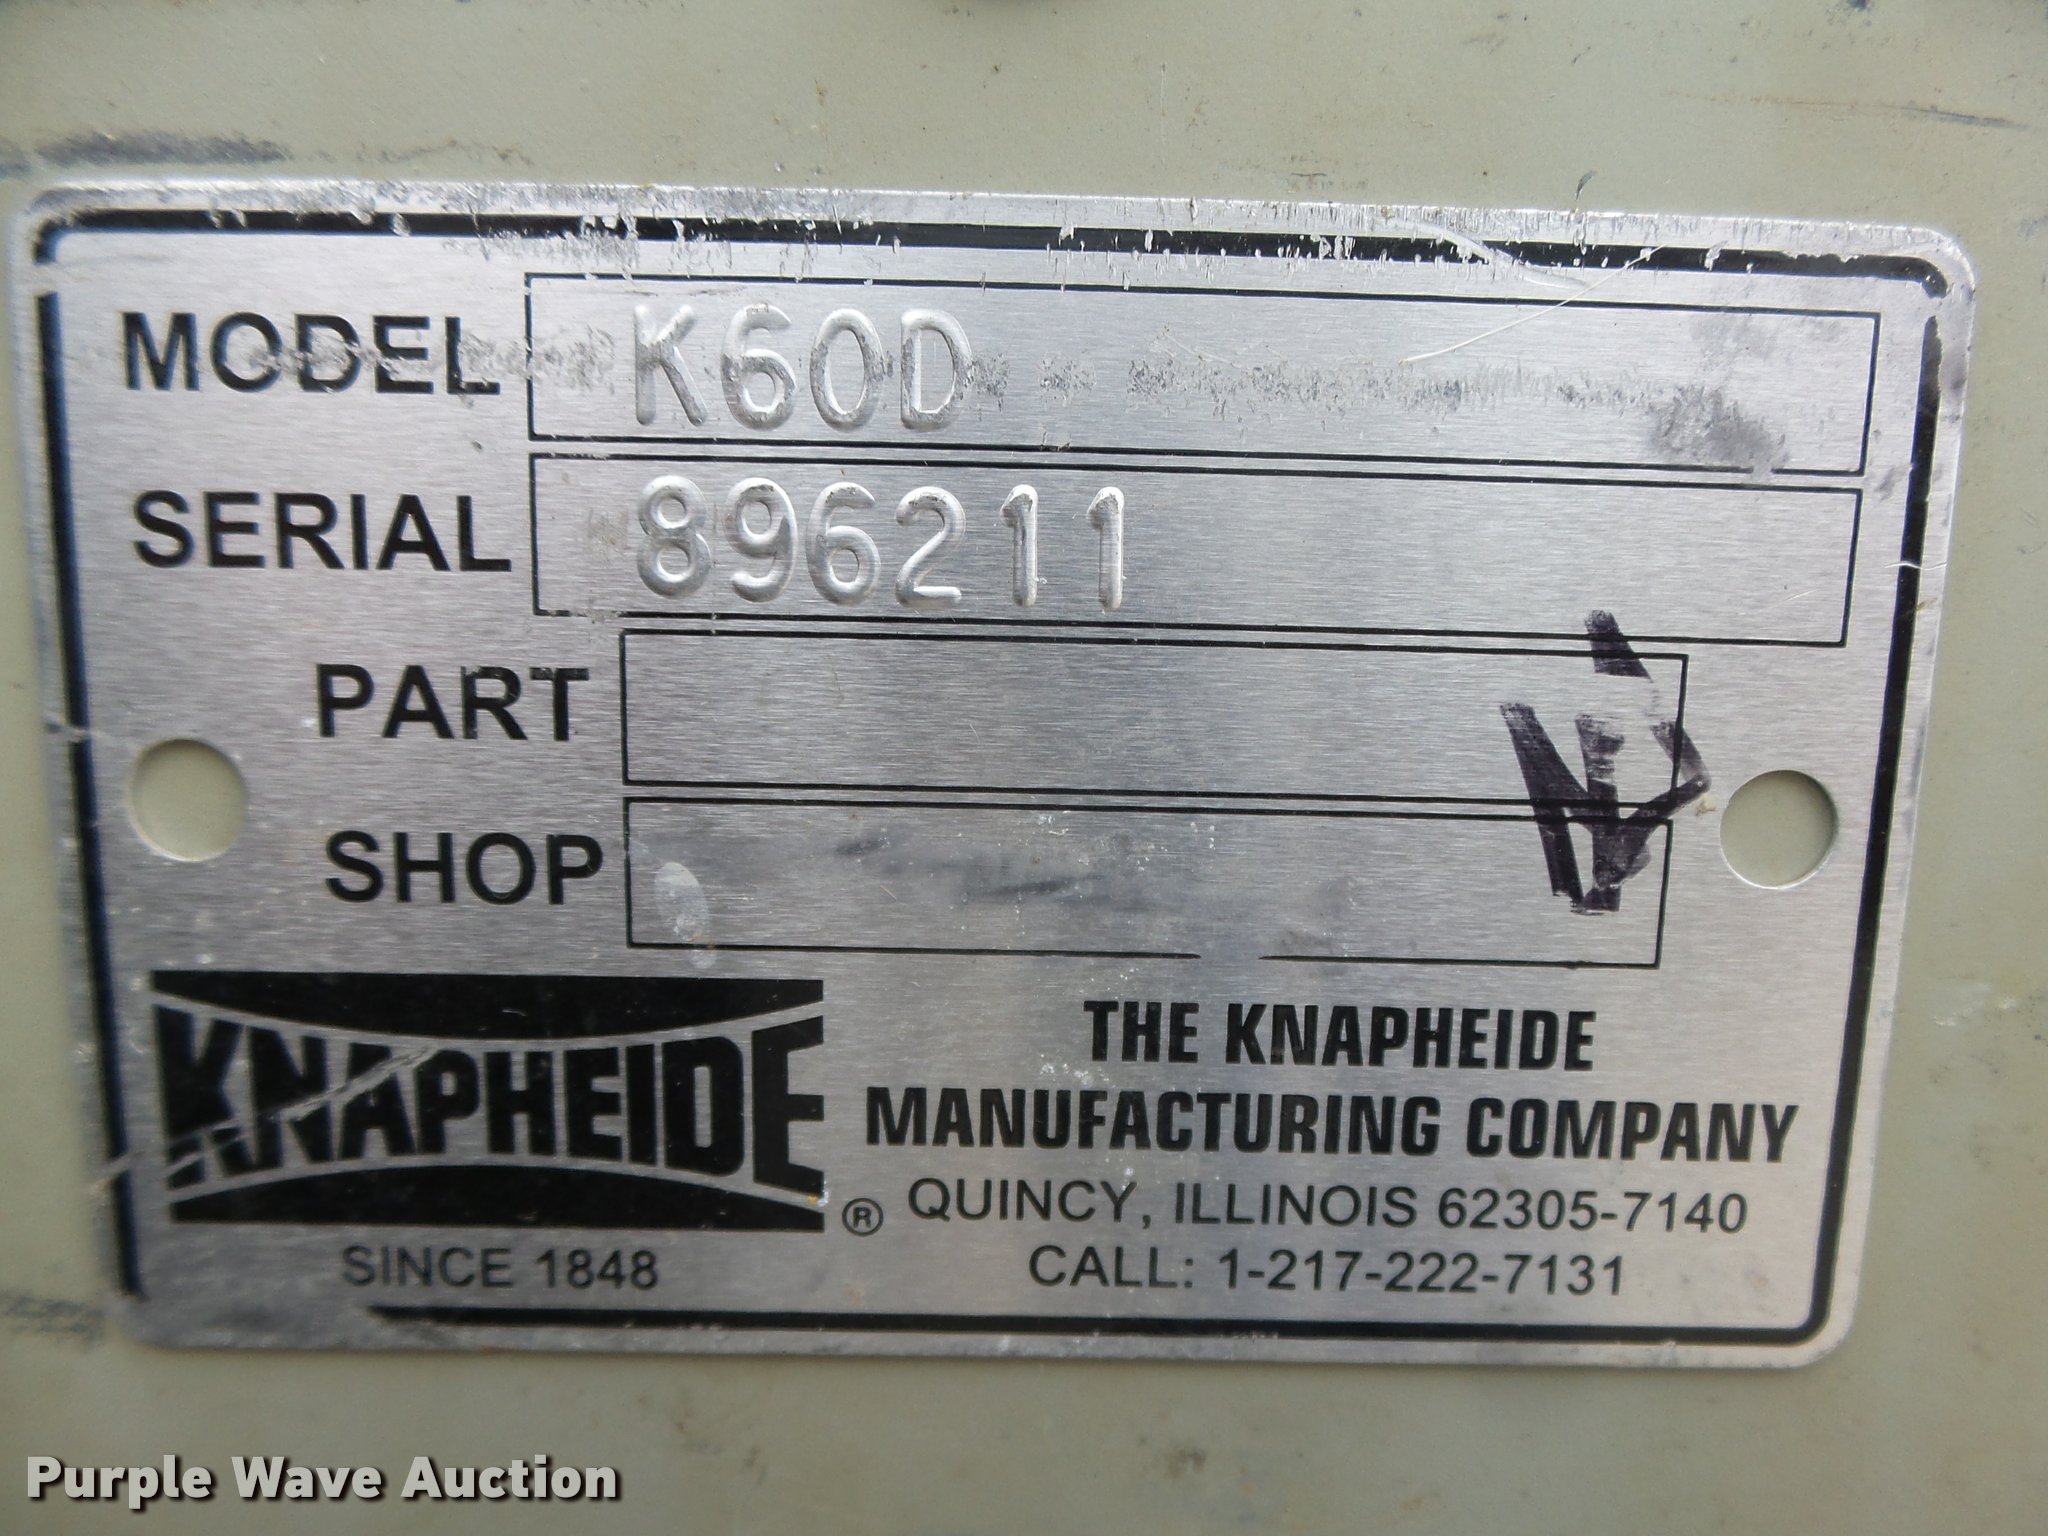 MODEL K60D
SERIAL 896211
PART
SHOP
KNAPHEIDE ®
SINCE 1848
THE KNAPHEIDE
MANUFACTURING COMPANY
QUINCY, ILLINOIS 62305-7140
CALL: 1-217-222-7131
Purple Wave Auction